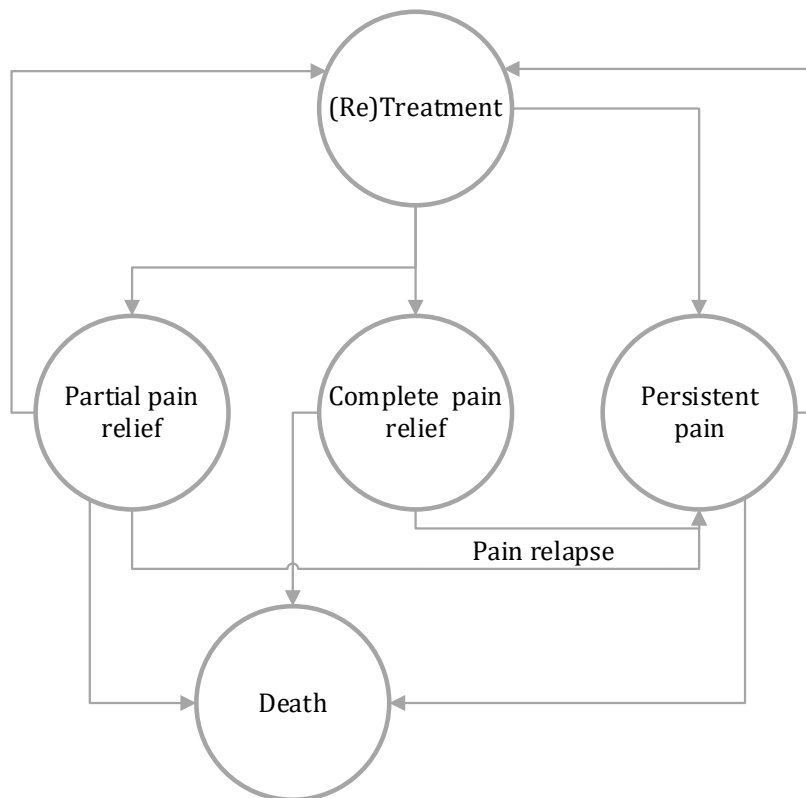 (Re)Treatment
Partial pain
relief
Complete pain
relief
Persistent
pain
Pain relapse
Death